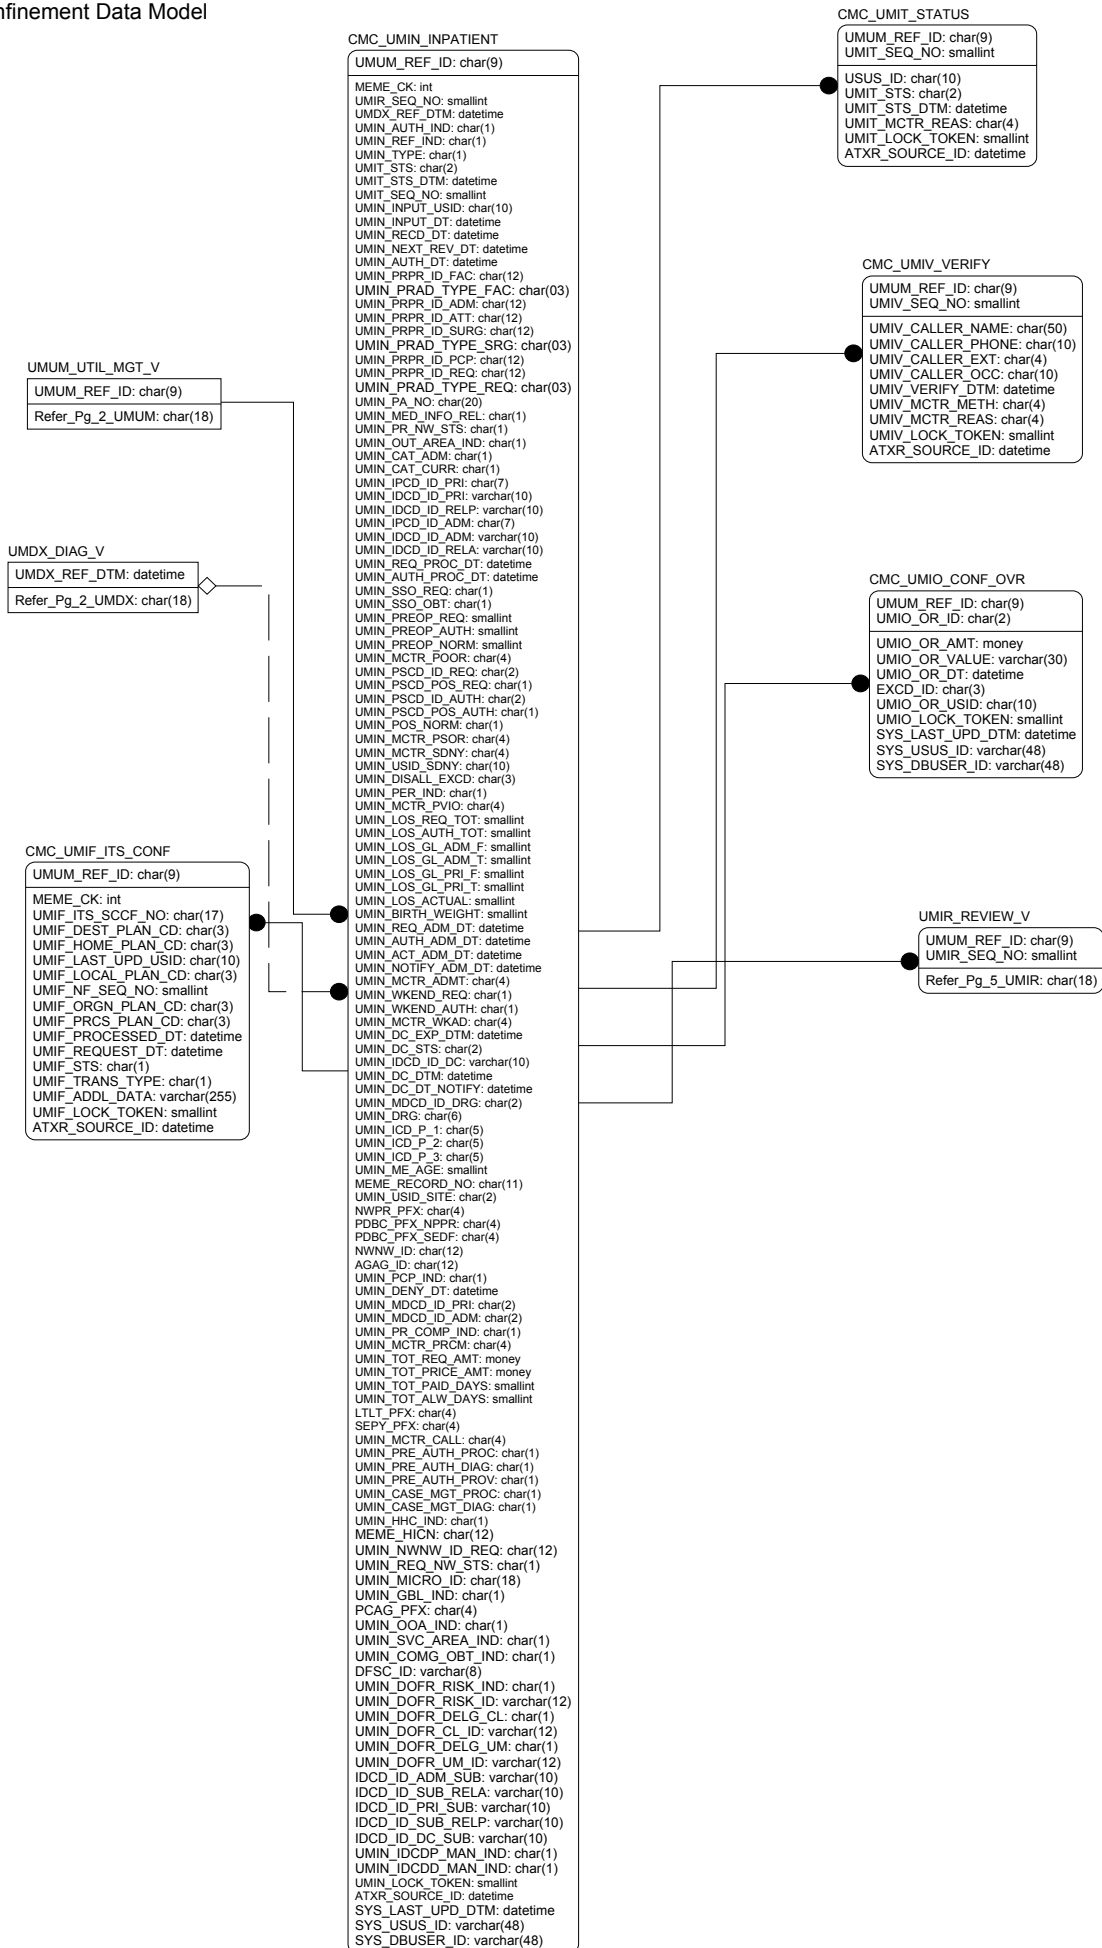 nfinement Data Model
CMC_UMIN_INPATIENT
UMUM_REF_ID: char(9)
MEME_CK: int
UMIR_SEQ_NO: smallint
UMDX_REF_DTM: datetime
UMIN_AUTH_IND: char(1)
UMIN_REF_IND: char(1)
UMIN_TYPE: char(1)
UMIT_STS: char(2)
UMIT_STS_DTM: datetime
UMIT_SEQ_NO: smallint
UMIN_INPUT_USID: char(10)
UMIN_INPUT_DT: datetime
UMIN_RECD_DT: datetime
UMIN_NEXT_REV_DT: datetime
UMIN_AUTH_DT: datetime
UMIN_PRPR_ID_FAC: char(12)
UMIN_PRAD_TYPE_FAC: char(03)
UMIN_PRPR_ID_ADM: char(12)
UMIN_PRPR_ID_ATT: char(12)
UMIN_PRPR_ID_SURG: char(12)
UMIN_PRAD_TYPE_SRG: char(03)
UMIN_PRPR_ID_PCP: char(12)
UMIN_PRPR_ID_REQ: char(12)
UMIN_PRAD_TYPE_REQ: char(03)
UMIN_PA_NO: char(20)
UMIN_MED_INFO_REL: char(1)
UMIN_PR_NW_STS: char(1)
UMIN_OUT_AREA_IND: char(1)
UMIN_CAT_ADM: char(1)
UMIN_CAT_CURR: char(1)
UMIN_IPCD_ID_PRI: char(7)
UMIN_IDCD_ID_PRI: varchar(10)
UMIN_IDCD_ID_RELP: varchar(10)
UMIN_IPCD_ID_ADM: char(7)
UMIN_IDCD_ID_ADM: varchar(10)
UMIN_IDCD_ID_RELA: varchar(10)
UMIN_REQ_PROC_DT: datetime
UMIN_AUTH_PROC_DT: datetime
UMIN_SSO_REQ: char(1)
UMIN_SSO_OBT: char(1)
UMIN_PREOP_REQ: smallint
UMIN_PREOP_AUTH: smallint
UMIN_PREOP_NORM: smallint
UMIN_MCTR_POOR: char(4)
UMIN_PSCD_ID_REQ: char(2)
UMIN_PSCD_POS_REQ: char(1)
UMIN_PSCD_ID_AUTH: char(2)
UMIN_PSCD_POS_AUTH: char(1)
UMIN_POS_NORM: char(1)
UMIN_MCTR_PSOR: char(4)
UMIN_MCTR_SDNY: char(4)
UMIN_USID_SDNY: char(10)
UMIN_DISALL_EXCD: char(3)
UMIN_PER_IND: char(1)
UMIN_MCTR_PVIO: char(4)
UMIN_LOS_REQ_TOT: smallint
UMIN_LOS_AUTH_TOT: smallint
UMIN_LOS_GL_ADM_F: smallint
UMIN_LOS_GL_ADM_T: smallint
UMIN_LOS_GL_PRI_F: smallint
UMIN_LOS_GL_PRI_T: smallint
UMIN_LOS_ACTUAL: smallint
UMIN_BIRTH_WEIGHT: smallint
UMIN_REQ_ADM_DT: datetime
UMIN_AUTH_ADM_DT: datetime
UMIN_ACT_ADM_DT: datetime
UMIN_NOTIFY_ADM_DT: datetime
UMIN_MCTR_ADMT: char(4)
UMIN_WKEND_REQ: char(1)
UMIN_WKEND_AUTH: char(1)
UMIN_MCTR_WKAD: char(4)
UMIN_DC_EXP_DTM: datetime
UMIN_DC_STS: char(2)
UMIN_IDCD_ID_DC: varchar(10)
UMIN_DC_DTM: datetime
UMIN_DC_DT_NOTIFY: datetime
UMIN_MDCD_ID_DRG: char(2)
UMIN_DRG: char(6)
UMIN_ICD_P_1: char(5)
UMIN_ICD_P_2: char(5)
UMIN_ICD_P_3: char(5)
UMIN_ME_AGE: smallint
MEME_RECORD_NO: char(11)
UMIN_USID_SITE: char(2)
NWPR_PFX: char(4)
PDBC_PFX_NPPR: char(4)
PDBC_PFX_SEDF: char(4)
NWNW_ID: char(12)
AGAG_ID: char(12)
UMIN_PCP_IND: char(1)
UMIN_DENY_DT: datetime
UMIN_MDCD_ID_PRI: char(2)
UMIN_MDCD_ID_ADM: char(2)
UMIN_PR_COMP_IND: char(1)
UMIN_MCTR_PRCM: char(4)
UMIN_TOT_REQ_AMT: money
UMIN_TOT_PRICE_AMT: money
UMIN_TOT_PAID_DAYS: smallint
UMIN_TOT_ALW_DAYS: smallint
LTLT_PFX: char(4)
SEPY_PFX: char(4)
UMIN_MCTR_CALL: char(4)
UMIN_PRE_AUTH_PROC: char(1)
UMIN_PRE_AUTH_DIAG: char(1)
UMIN_PRE_AUTH_PROV: char(1)
UMIN_CASE_MGT_PROC: char(1)
UMIN_CASE_MGT_DIAG: char(1)
UMIN_HHC_IND: char(1)
MEME_HICN: char(12)
UMIN_NWNW_ID_REQ: char(12)
UMIN_REQ_NW_STS: char(1)
UMIN_MICRO_ID: char(18)
UMIN_GBL_IND: char(1)
PCAG_PFX: char(4)
UMIN_OOA_IND: char(1)
UMIN_SVC_AREA_IND: char(1)
UMIN_COMG_OBT_IND: char(1)
DFSC_ID: varchar(8)
UMIN_DOFR_RISK_IND: char(1)
UMIN_DOFR_RISK_ID: varchar(12)
UMIN_DOFR_DELG_CL: char(1)
UMIN_DOFR_CL_ID: varchar(12)
UMIN_DOFR_DELG_UM: char(1)
UMIN_DOFR_UM_ID: varchar(12)
IDCD_ID_ADM_SUB: varchar(10)
IDCD_ID_SUB_RELA: varchar(10)
IDCD_ID_PRI_SUB: varchar(10)
IDCD_ID_SUB_RELP: varchar(10)
IDCD_ID_DC_SUB: varchar(10)
UMIN_IDCDP_MAN_IND: char(1)
UMIN_IDCDD_MAN_IND: char(1)
UMIN_LOCK_TOKEN: smallint
ATXR_SOURCE_ID: datetime
SYS_LAST_UPD_DTM: datetime
SYS_USUS_ID: varchar(48)
SYS_DBUSER_ID: varchar(48)
UMUM_UTIL_MGT_V
UMUM_REF_ID: char(9)
Refer_Pg_2_UMUM: char(18)
UMDX_DIAG_V
UMDX_REF_DTM: datetime
Refer_Pg_2_UMDX: char(18)
CMC_UMIF_ITS_CONF
UMUM_REF_ID: char(9)
MEME_CK: int
UMIF_ITS_SCCF_NO: char(17)
UMIF_DEST_PLAN_CD: char(3)
UMIF_HOME_PLAN_CD: char(3)
UMIF_LAST_UPD_USID: char(10)
UMIF_LOCAL_PLAN_CD: char(3)
UMIF_NF_SEQ_NO: smallint
UMIF_ORGN_PLAN_CD: char(3)
UMIF_PRCS_PLAN_CD: char(3)
UMIF_PROCESSED_DT: datetime
UMIF_REQUEST_DT: datetime
UMIF_STS: char(1)
UMIF_TRANS_TYPE: char(1)
UMIF_ADDL_DATA: varchar(255)
UMIF_LOCK_TOKEN: smallint
ATXR_SOURCE_ID: datetime
CMC_UMIT_STATUS
UMUM_REF_ID: char(9)
UMIT_SEQ_NO: smallint
USUS_ID: char(10)
UMIT_STS: char(2)
UMIT_STS_DTM: datetime
UMIT_MCTR_REAS: char(4)
UMIT_LOCK_TOKEN: smallint
ATXR_SOURCE_ID: datetime
CMC_UMIV_VERIFY
UMUM_REF_ID: char(9)
UMIV_SEQ_NO: smallint
UMIV_CALLER_NAME: char(50)
UMIV_CALLER_PHONE: char(10)
UMIV_CALLER_EXT: char(4)
UMIV_CALLER_OCC: char(10)
UMIV_VERIFY_DTM: datetime
UMIV_MCTR_METH: char(4)
UMIV_MCTR_REAS: char(4)
UMIV_LOCK_TOKEN: smallint
ATXR_SOURCE_ID: datetime
CMC_UMIO_CONF_OVR
UMUM_REF_ID: char(9)
UMIO_OR_ID: char(2)
UMIO_OR_AMT: money
UMIO_OR_VALUE: varchar(30)
UMIO_OR_DT: datetime
EXCD_ID: char(3)
UMIO_OR_USID: char(10)
UMIO_LOCK_TOKEN: smallint
SYS_LAST_UPD_DTM: datetime
SYS_USUS_ID: varchar(48)
SYS_DBUSER_ID: varchar(48)
UMIR_REVIEW_V
UMUM_REF_ID: char(9)
UMIR_SEQ_NO: smallint
Refer_Pg_5_UMIR: char(18)